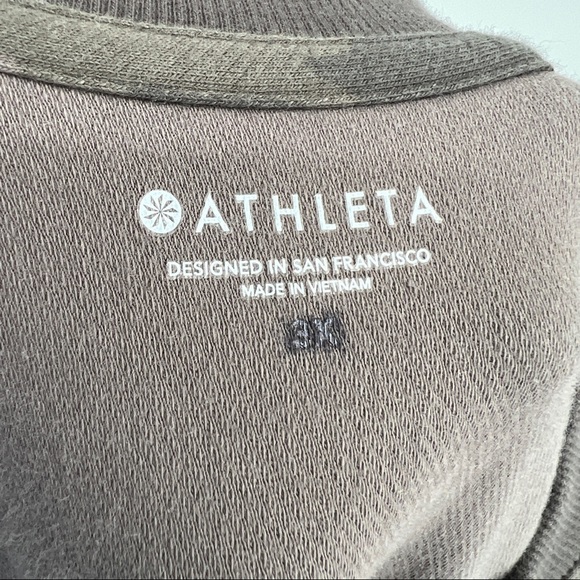 ATHLETA
DESIGNED IN SAN FRANCISCO
MADE IN VIETNAM
3X